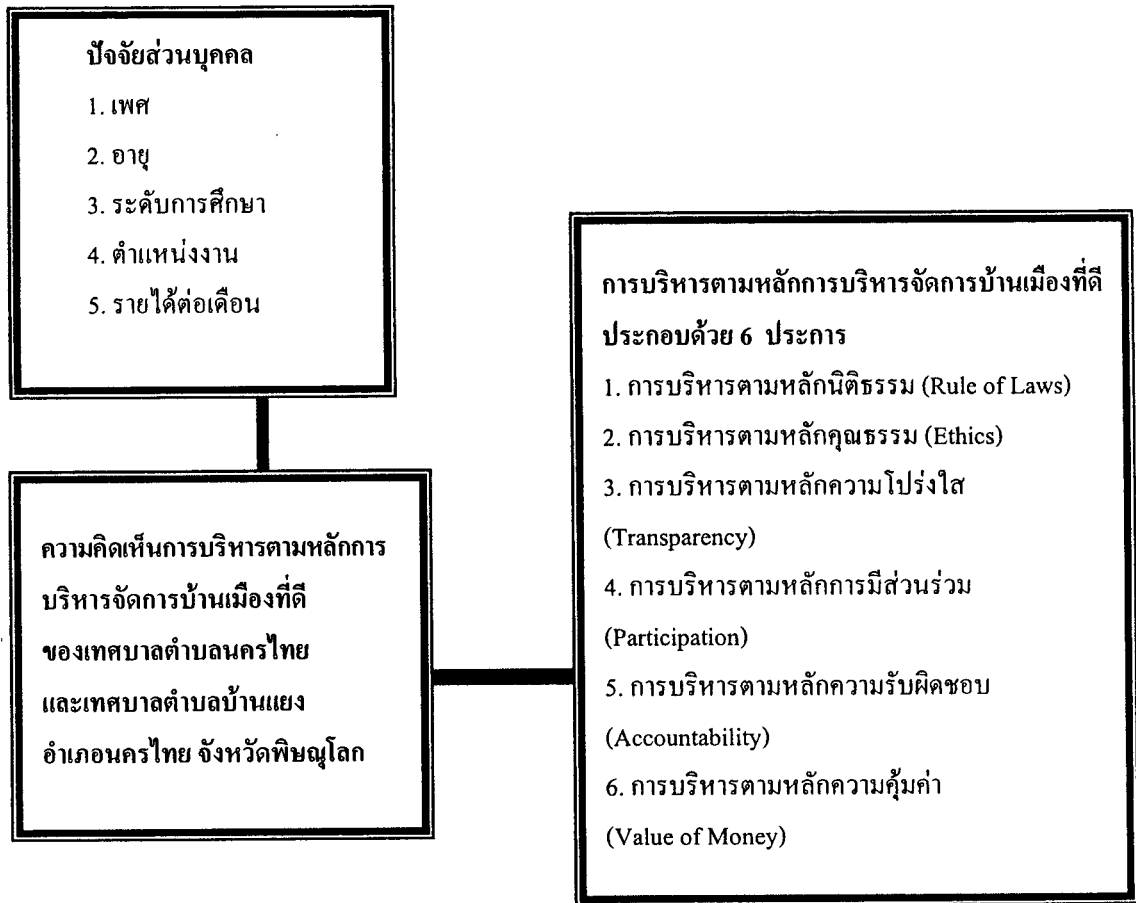 ปัจจัยส่วนบุคคล
1. เพศ
2. อายุ
3. ระดับการศึกษา
4. ตำแหน่งงาน
5. รายได้ต่อเดือน
ความคิดเห็นการบริหารตามหลักการ
บริหารจัดการบ้านเมืองที่ดี
ของเทศบาลตำบลนครไทย
และเทศบาลตำบลบ้านแยง
อำเภอนครไทย จังหวัดพิษณุโลก
การบริหารตามหลักการบริหารจัดการบ้านเมืองที่ดี
ประกอบด้วย 6 ประการ
1. การบริหารตามหลักนิติธรรม (Rule of Laws)
2. การบริหารตามหลักคุณธรรม (Ethics)
3. การบริหารตามหลักความโปร่งใส
(Transparency)
4. การบริหารตามหลักการมีส่วนร่วม
(Participation)
5. การบริหารตามหลักความรับผิดชอบ
(Accountability)
6. การบริหารตามหลักความคุ้มค่า
(Value of Money)